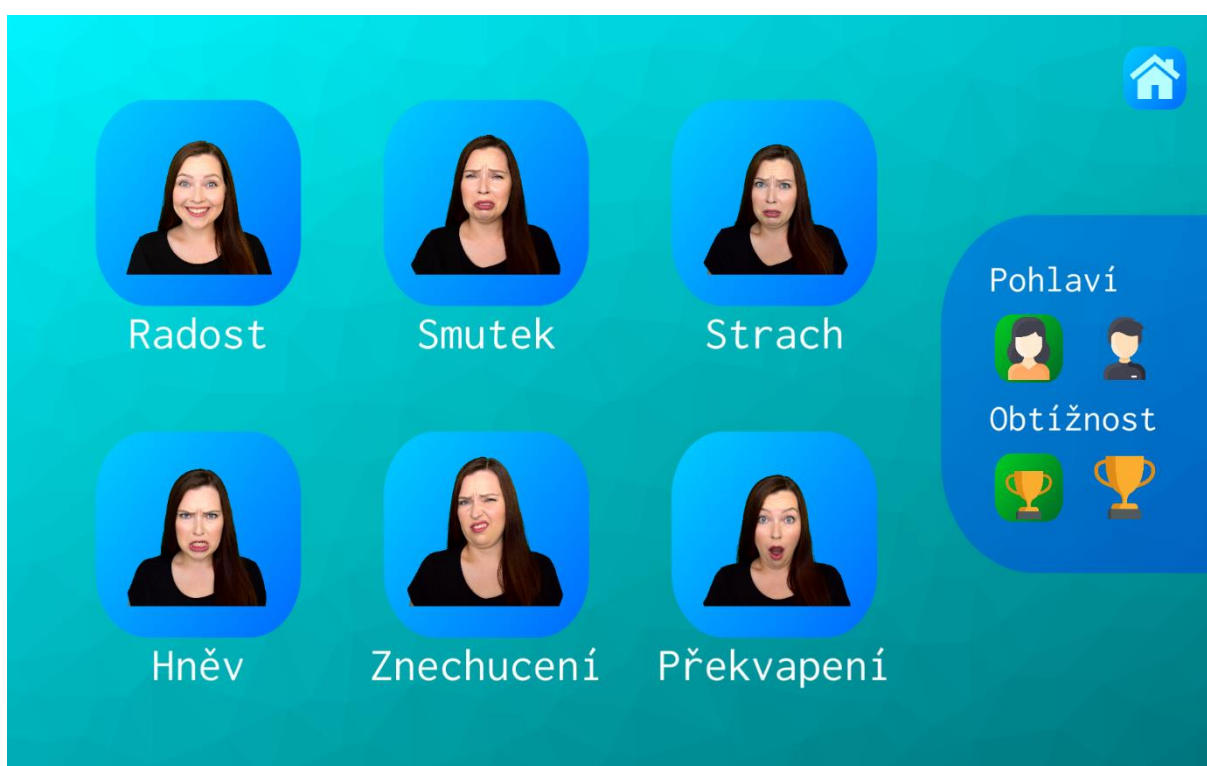 Radost
Smutek
Strach
Pohlaví
Obtížnost
Hněv
Znechucení
Překvapení